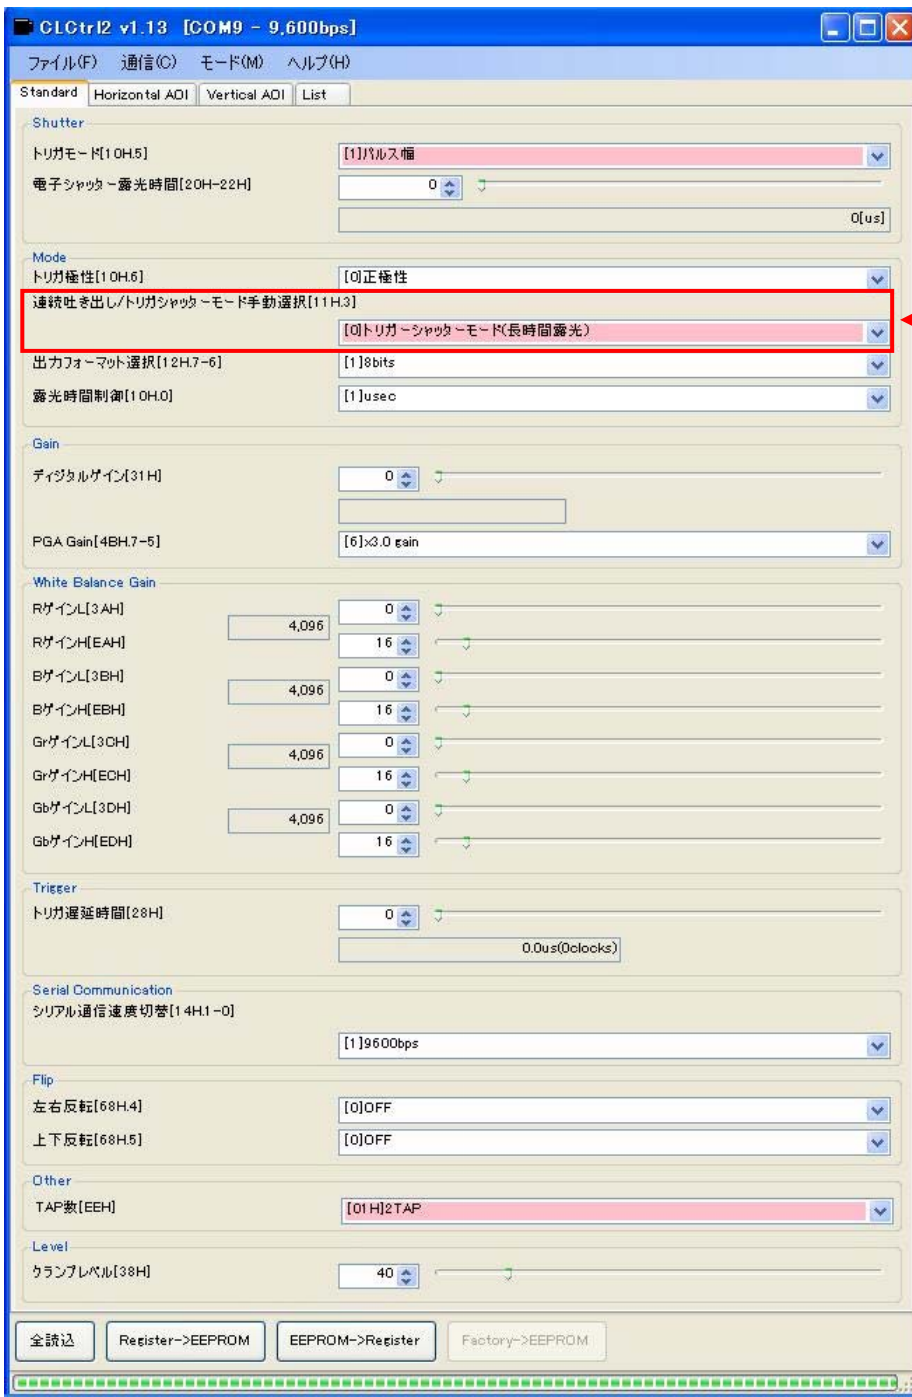 CLCtrl2 v1.13 [COM9 - 9,600bps]
ファイル(F) 通信(C) モード(M) ヘルプ(H)
Standard Horizontal AOI Vertical AOI List
Shutter
トリガモード[10H.5] [1]パルス幅
電子シャッター露光時間[20H-22H] 0
0[us]
Mode
トリガ極性[10H.6] [0]正極性
連続吐き出し/トリガシャッターモード手動選択[11H.3]
[0]トリガーシャッターモード(長時間露光)
出力フォーマット選択[12H.7-6] [1]8bits
露光時間制御[10H.0] [1]usec
Gain
ディジタルゲイン[31H] 0
PGA Gain[4BH.7-5] [6]x3.0 gain
White Balance Gain
RゲインL[3AH] 0
4,096
RゲインH[EAH] 16
BゲインL[3BH] 0
4,096
BゲインH[EBH] 16
GrゲインL[3CH] 0
4,096
GrゲインH[ECH] 16
GbゲインL[3DH] 0
4,096
GbゲインH[EDH] 16
Trigger
トリガ遅延時間[28H] 0
0.0us(0clocks)
Serial Communication
シリアル通信速度切替[14H.1-0]
[1]9600bps
Flip
左右反転[68H.4] [0]OFF
上下反転[68H.5] [0]OFF
Other
TAP数[EEH] [01H]2TAP
Level
クランプレベル[38H] 40
全読込 Register->EEPROM EEPROM->Register Factory->EEPROM